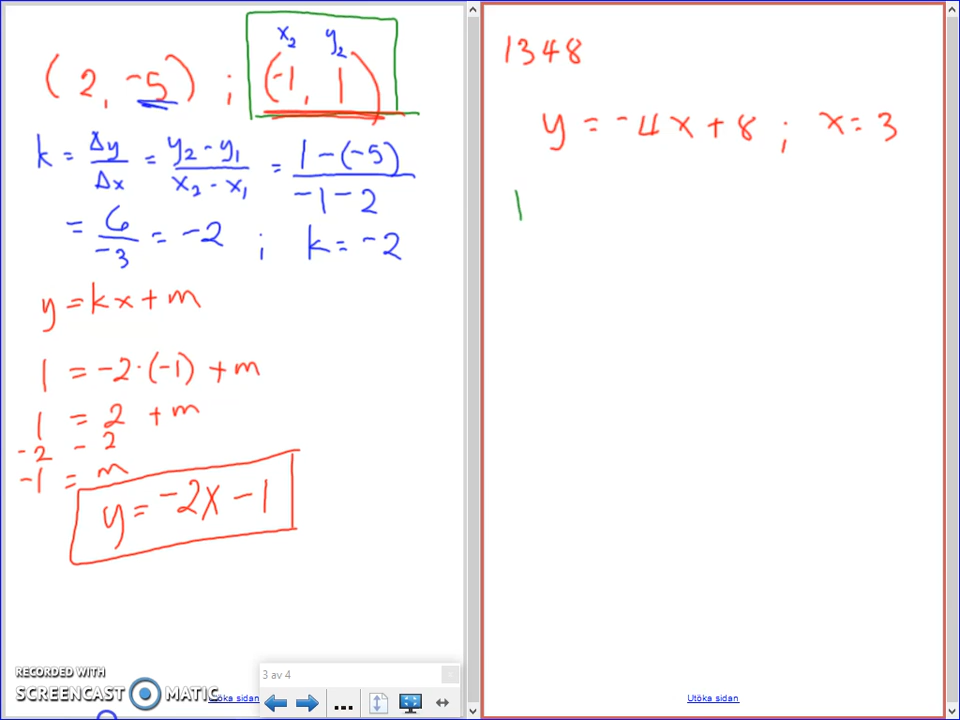 x₂ y₂
(2, -5) ; (-1, 1)
k = Δy/Δx = (y₂ - y₁)/(x₂ - x₁) = (1 - (-5))/(-1 - 2)
= 6/-3 = -2 ; k = -2
y = kx + m
1 = -2·(-1) + m
1 = 2 + m
-2 -2
-1 = m
y = -2x - 1
RECORDED WITH
SCREENCAST MATIC
Utöka sidan
3 av 4
...
1348
y = -4x + 8 ; x = 3
Utöka sidan